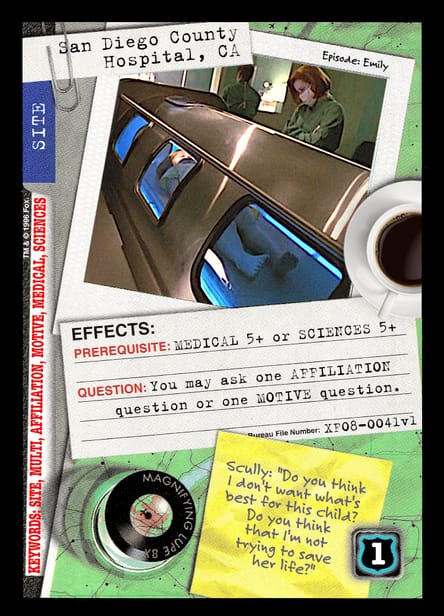 San Diego County
Hospital, CA
Episode: Emily
SITE
TM & © 1996 Fox.
KEYWORDS: SITE, MULTI, AFFILIATION, MOTIVE, MEDICAL, SCIENCES
EFFECTS:
PREREQUISITE: MEDICAL 5+ or SCIENCES 5+
QUESTION: You may ask one AFFILIATION
question or one MOTIVE question.
Bureau File Number: XF08-0041v1
MAGNIFYING LUPE 8X
Scully: "Do you think
I don't want what's
best for this child?
Do you think
that I'm not
trying to save
her life?"
1